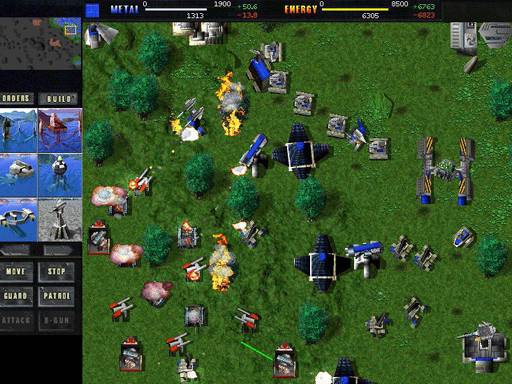 METAL 0 1900 +50.6 ENERGY 0 8500 +6763
1313 -13.8 6305 -6823
ORDERS BUILD
MOVE STOP
GUARD PATROL
ATTACK D-GUN